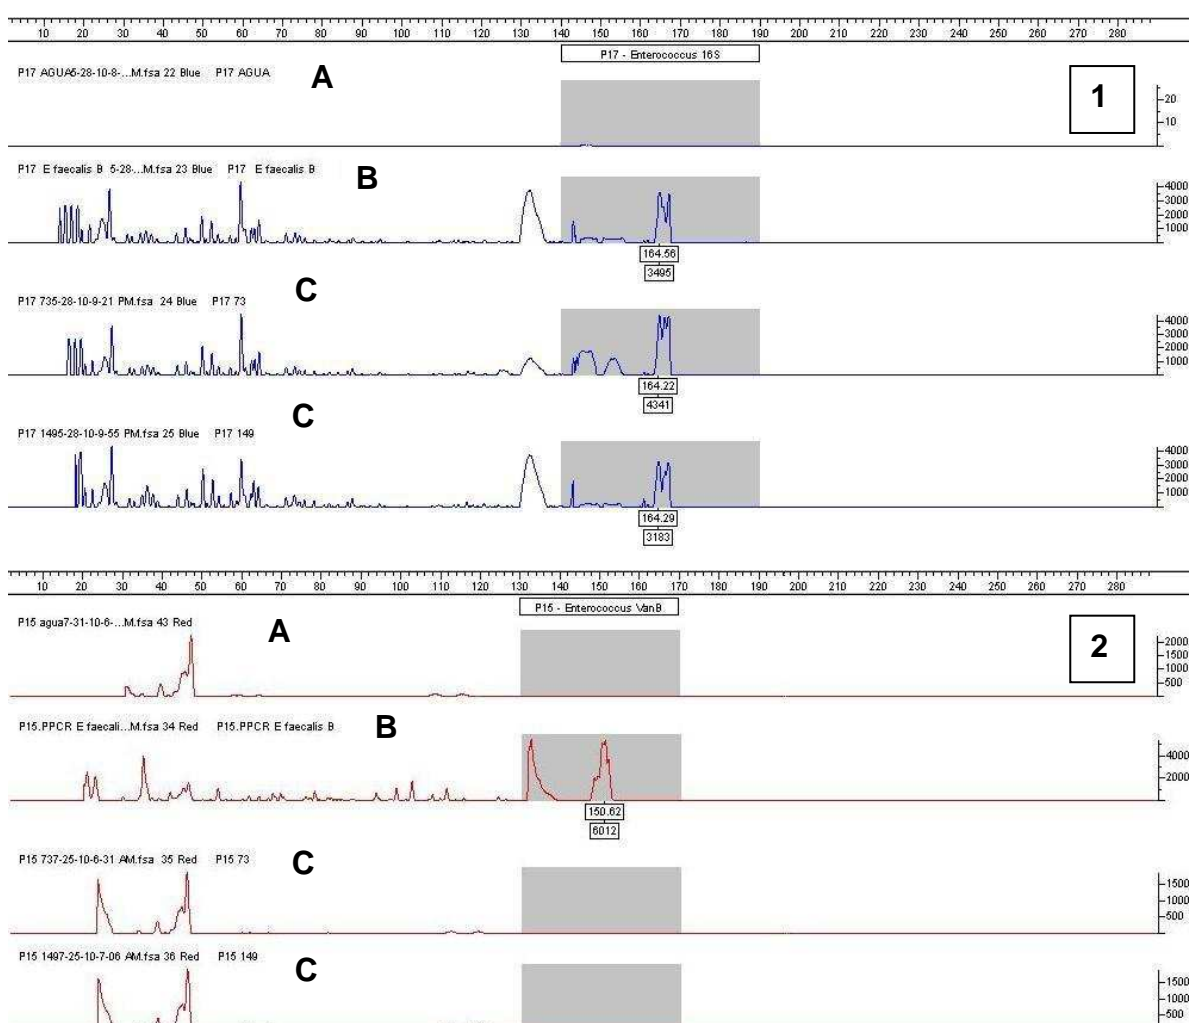 10 20 30 40 50 60 70 80 90 100 110 120 130 140 150 160 170 180 190 200 210 220 230 240 250 260 270 280
P17 - Enterococcus 16S
P17 AGUA5-28-10-8-...M.fsa 22 Blue P17 AGUA
A
1
20
10
P17 E faecalis B 5-28-...M.fsa 23 Blue P17 E faecalis B
B
4000
3000
2000
1000
164.56
3495
C
P17 735-28-10-9-21 PM.fsa 24 Blue P17 73
4000
3000
2000
1000
164.22
4341
C
P17 1495-28-10-9-55 PM.fsa 25 Blue P17 149
4000
3000
2000
1000
164.29
3183
10 20 30 40 50 60 70 80 90 100 110 120 130 140 150 160 170 180 190 200 210 220 230 240 250 260 270 280
P15 - Enterococcus VanB
P15 agua7-31-10-6-...M.fsa 43 Red
A
2
2000
1500
1000
500
P15.PPCR E faecali...M.fsa 34 Red P15.PPCR E faecalis B
B
4000
2000
150.62
6012
P15 737-25-10-6-31 AM.fsa 35 Red P15 73
C
1500
1000
500
P15 1497-25-10-7-06 AM.fsa 36 Red P15 149
C
1500
1000
500